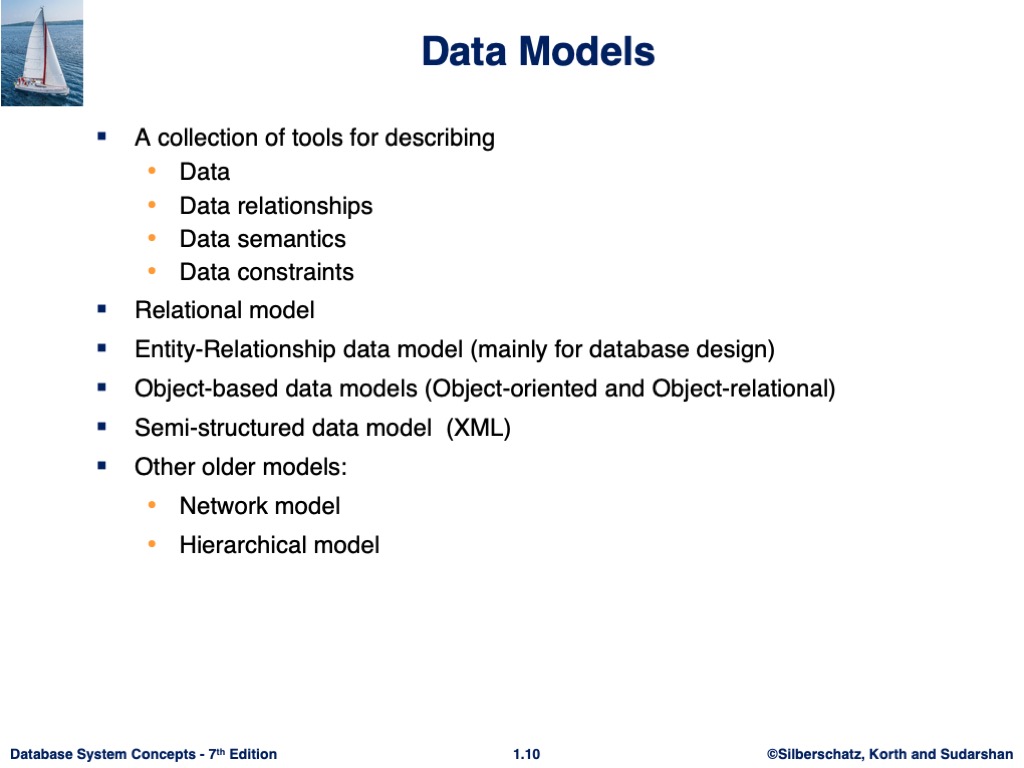 Data Models
▪ A collection of tools for describing
• Data
• Data relationships
• Data semantics
• Data constraints
▪ Relational model
▪ Entity-Relationship data model (mainly for database design)
▪ Object-based data models (Object-oriented and Object-relational)
▪ Semi-structured data model  (XML)
▪ Other older models:
• Network model
• Hierarchical model
Database System Concepts - 7th Edition 1.10 ©Silberschatz, Korth and Sudarshan